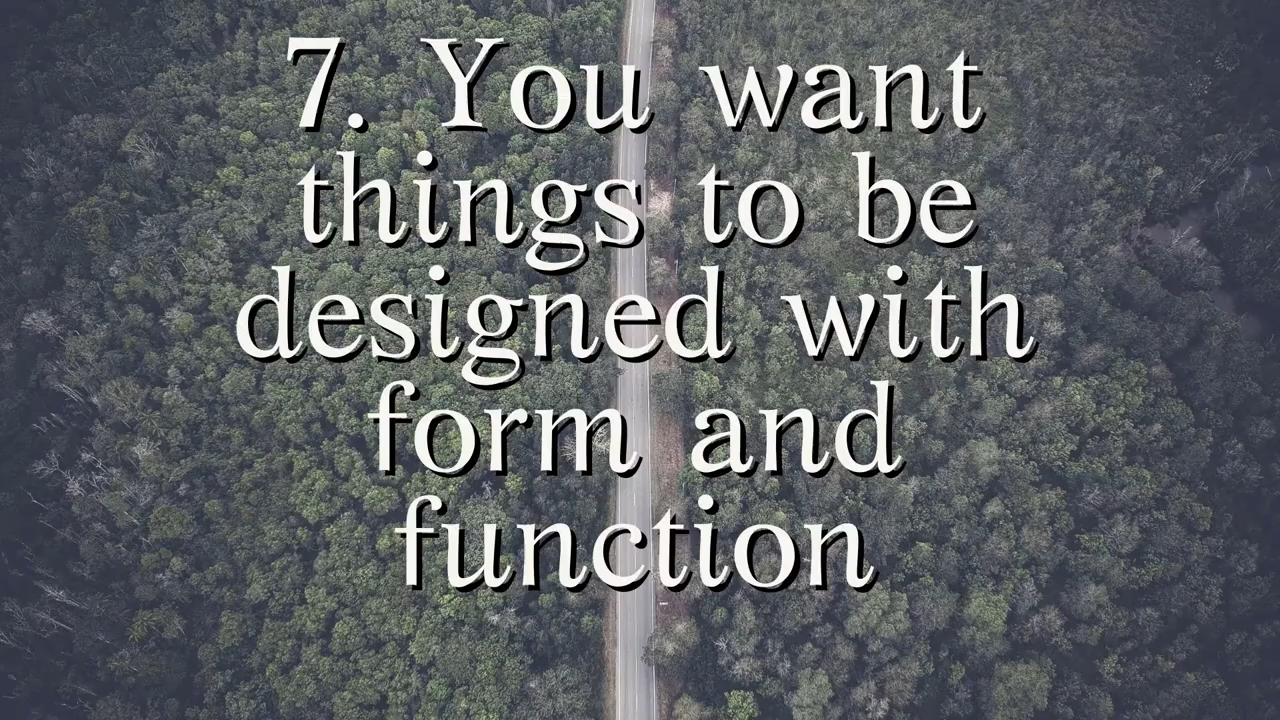 7. You want
things to be
designed with
form and
function